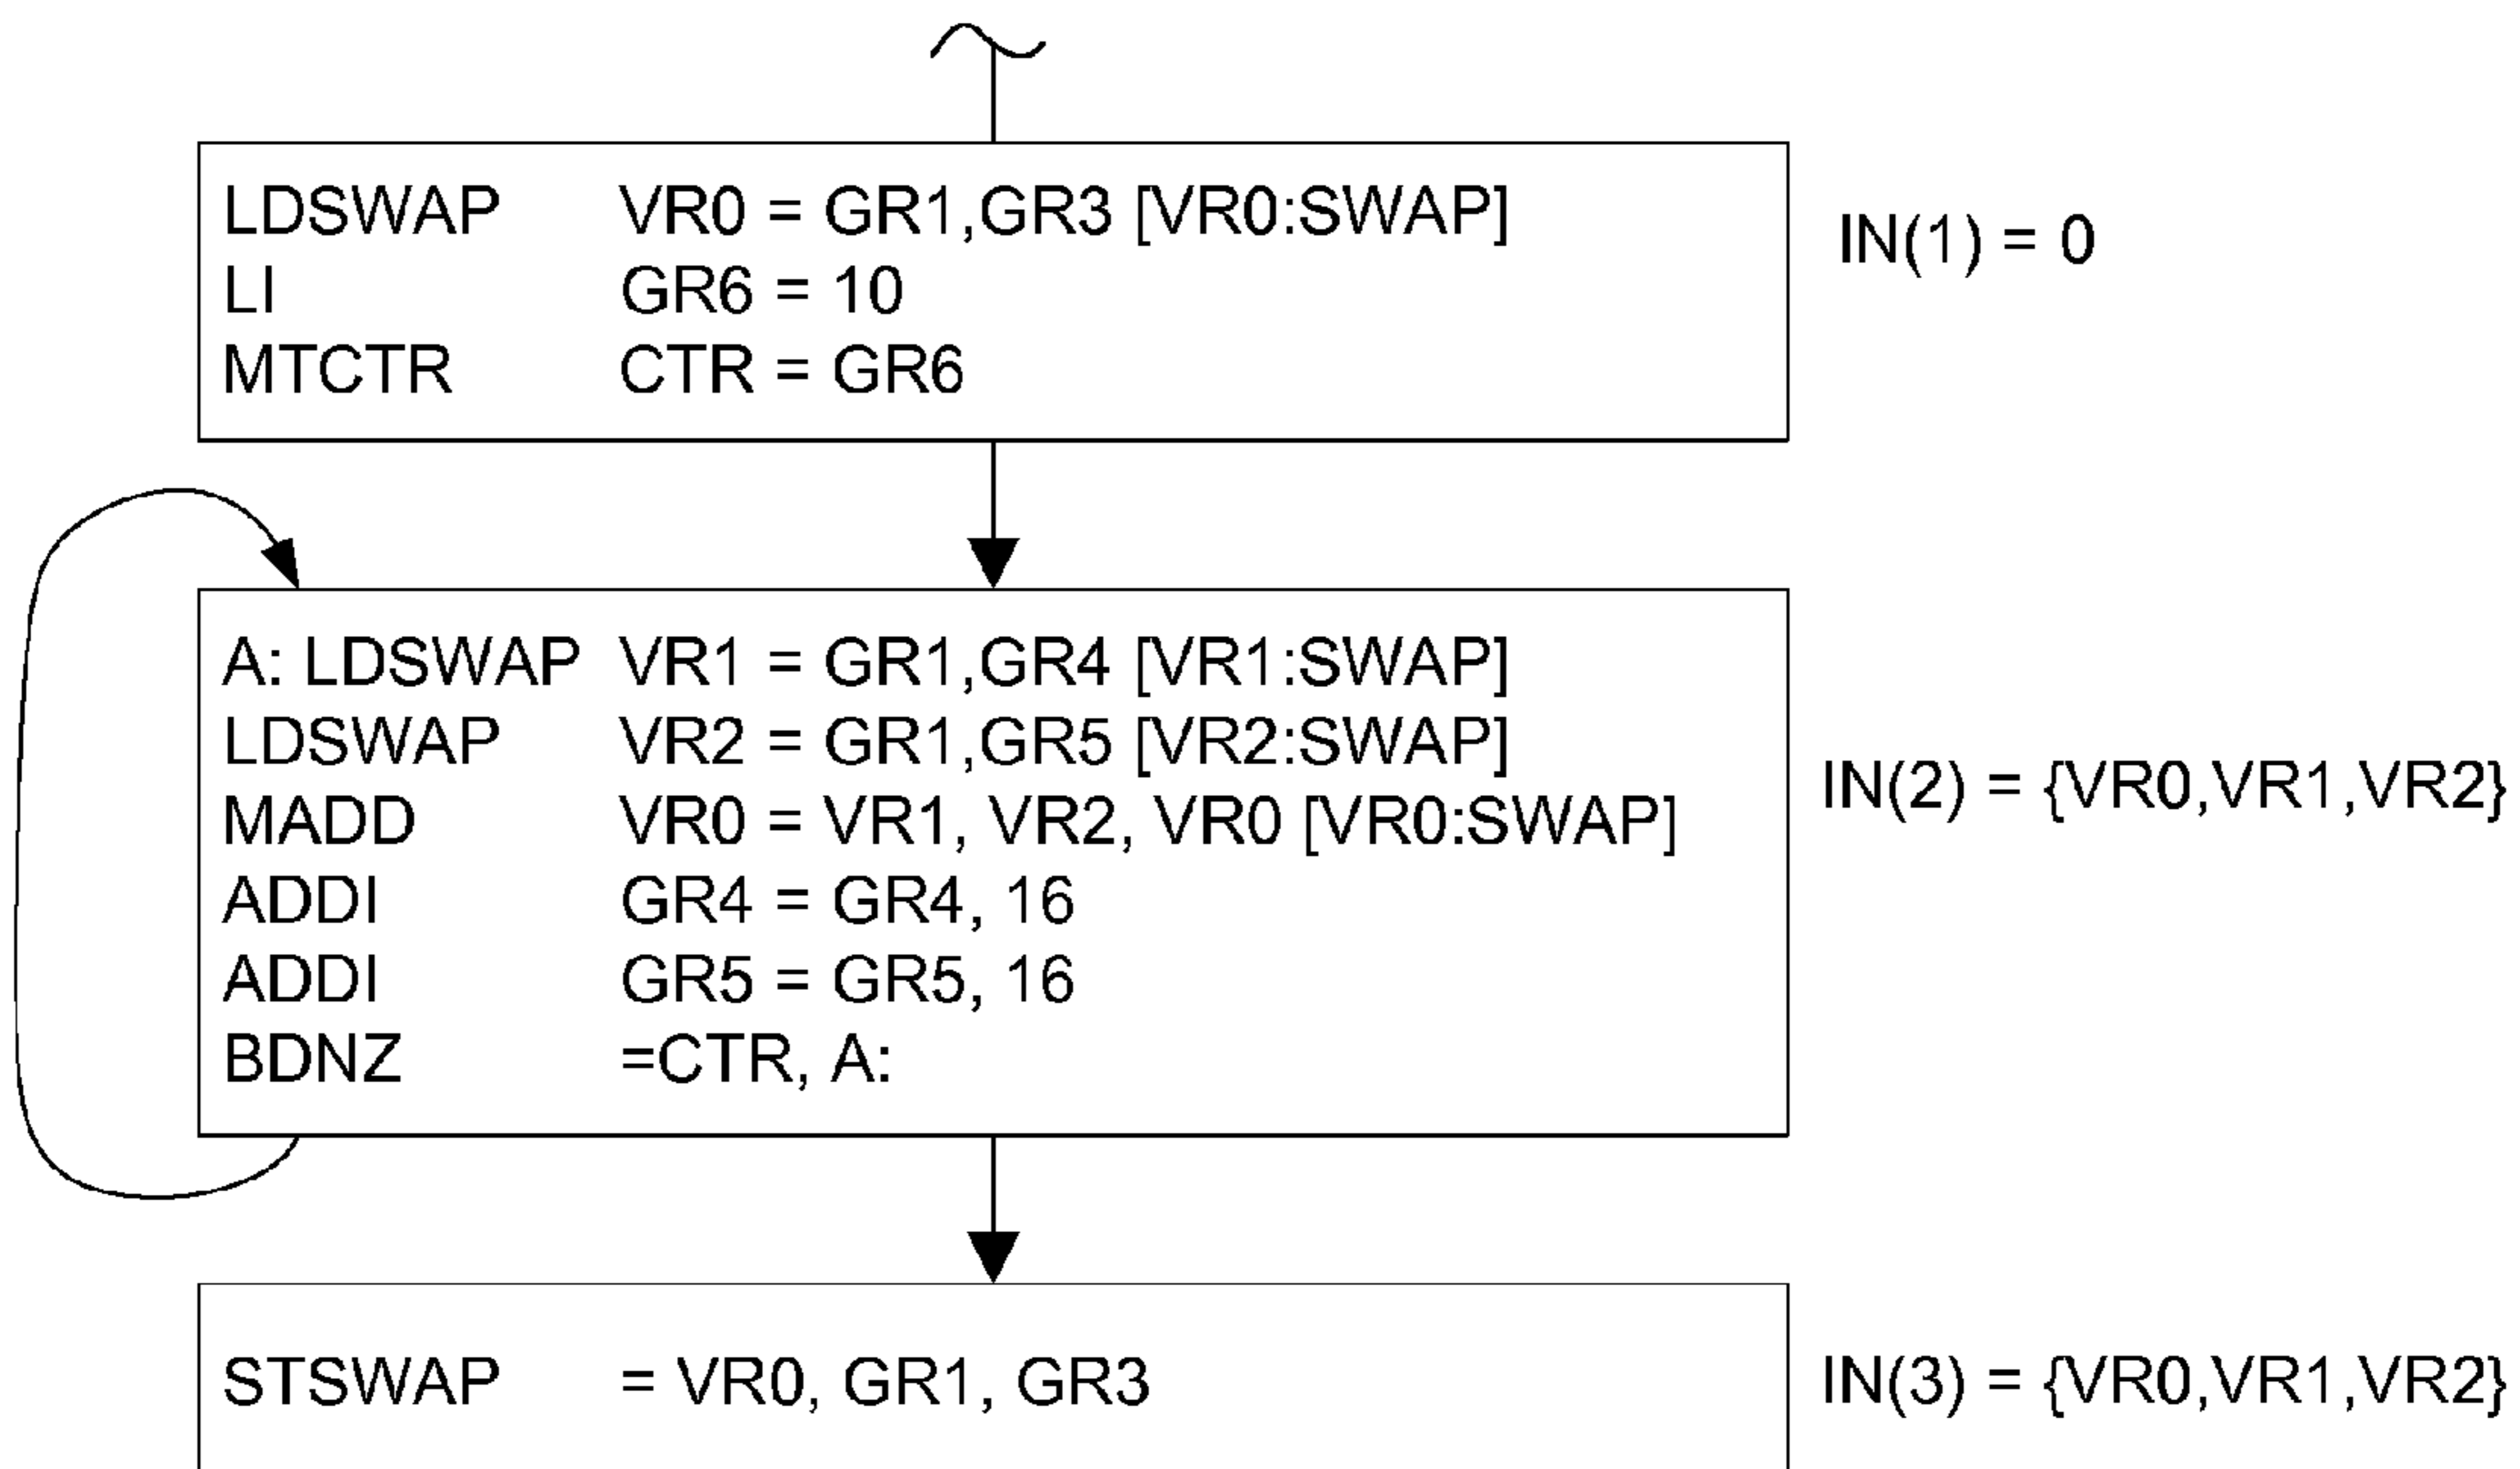 LDSWAP VR0 = GR1,GR3 [VR0:SWAP]
LI GR6 = 10
MTCTR CTR = GR6
IN(1) = 0
A: LDSWAP VR1 = GR1,GR4 [VR1:SWAP]
LDSWAP VR2 = GR1,GR5 [VR2:SWAP]
MADD VR0 = VR1, VR2, VR0 [VR0:SWAP]
ADDI GR4 = GR4, 16
ADDI GR5 = GR5, 16
BDNZ =CTR, A:
IN(2) = {VR0,VR1,VR2}
STSWAP = VR0, GR1, GR3
IN(3) = {VR0,VR1,VR2}